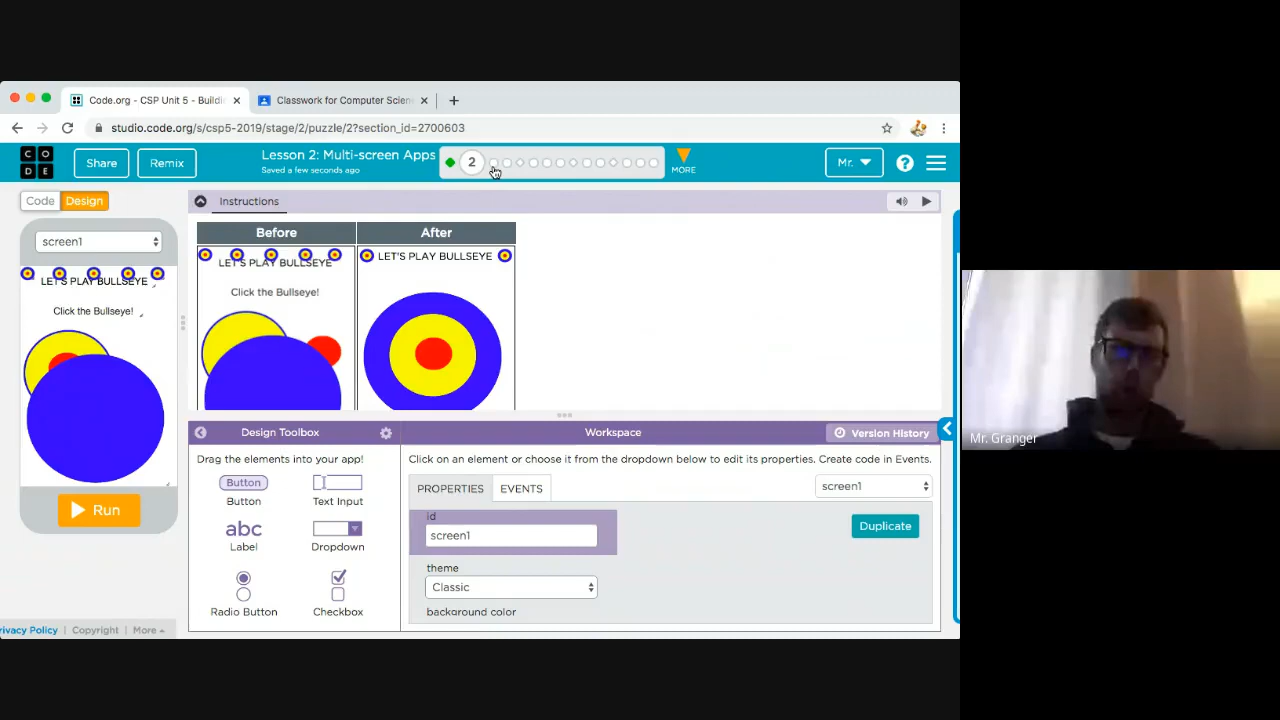 Code.org - CSP Unit 5 - Buildi
Classwork for Computer Scien
studio.code.org/s/csp5-2019/stage/2/puzzle/2?section_id=2700603
C O
D E
Share
Remix
Lesson 2: Multi-screen Apps
Saved a few seconds ago
2
MORE
Mr.
?
Code
Design
Instructions
screen1
Before
After
LET'S PLAY BULLSEYE
Click the Bullseye!
LET'S PLAY BULLSEYE
LET'S PLAY BULLSEYE
Click the Bullseye!
Run
Design Toolbox
Workspace
Version History
Drag the elements into your app!
Button
Button
Text Input
abc
Label
Dropdown
Radio Button
Checkbox
Click on an element or choose it from the dropdown below to edit its properties. Create code in Events.
PROPERTIES
EVENTS
screen1
id
screen1
Duplicate
theme
Classic
background color
rivacy Policy | Copyright | More
Mr. Granger